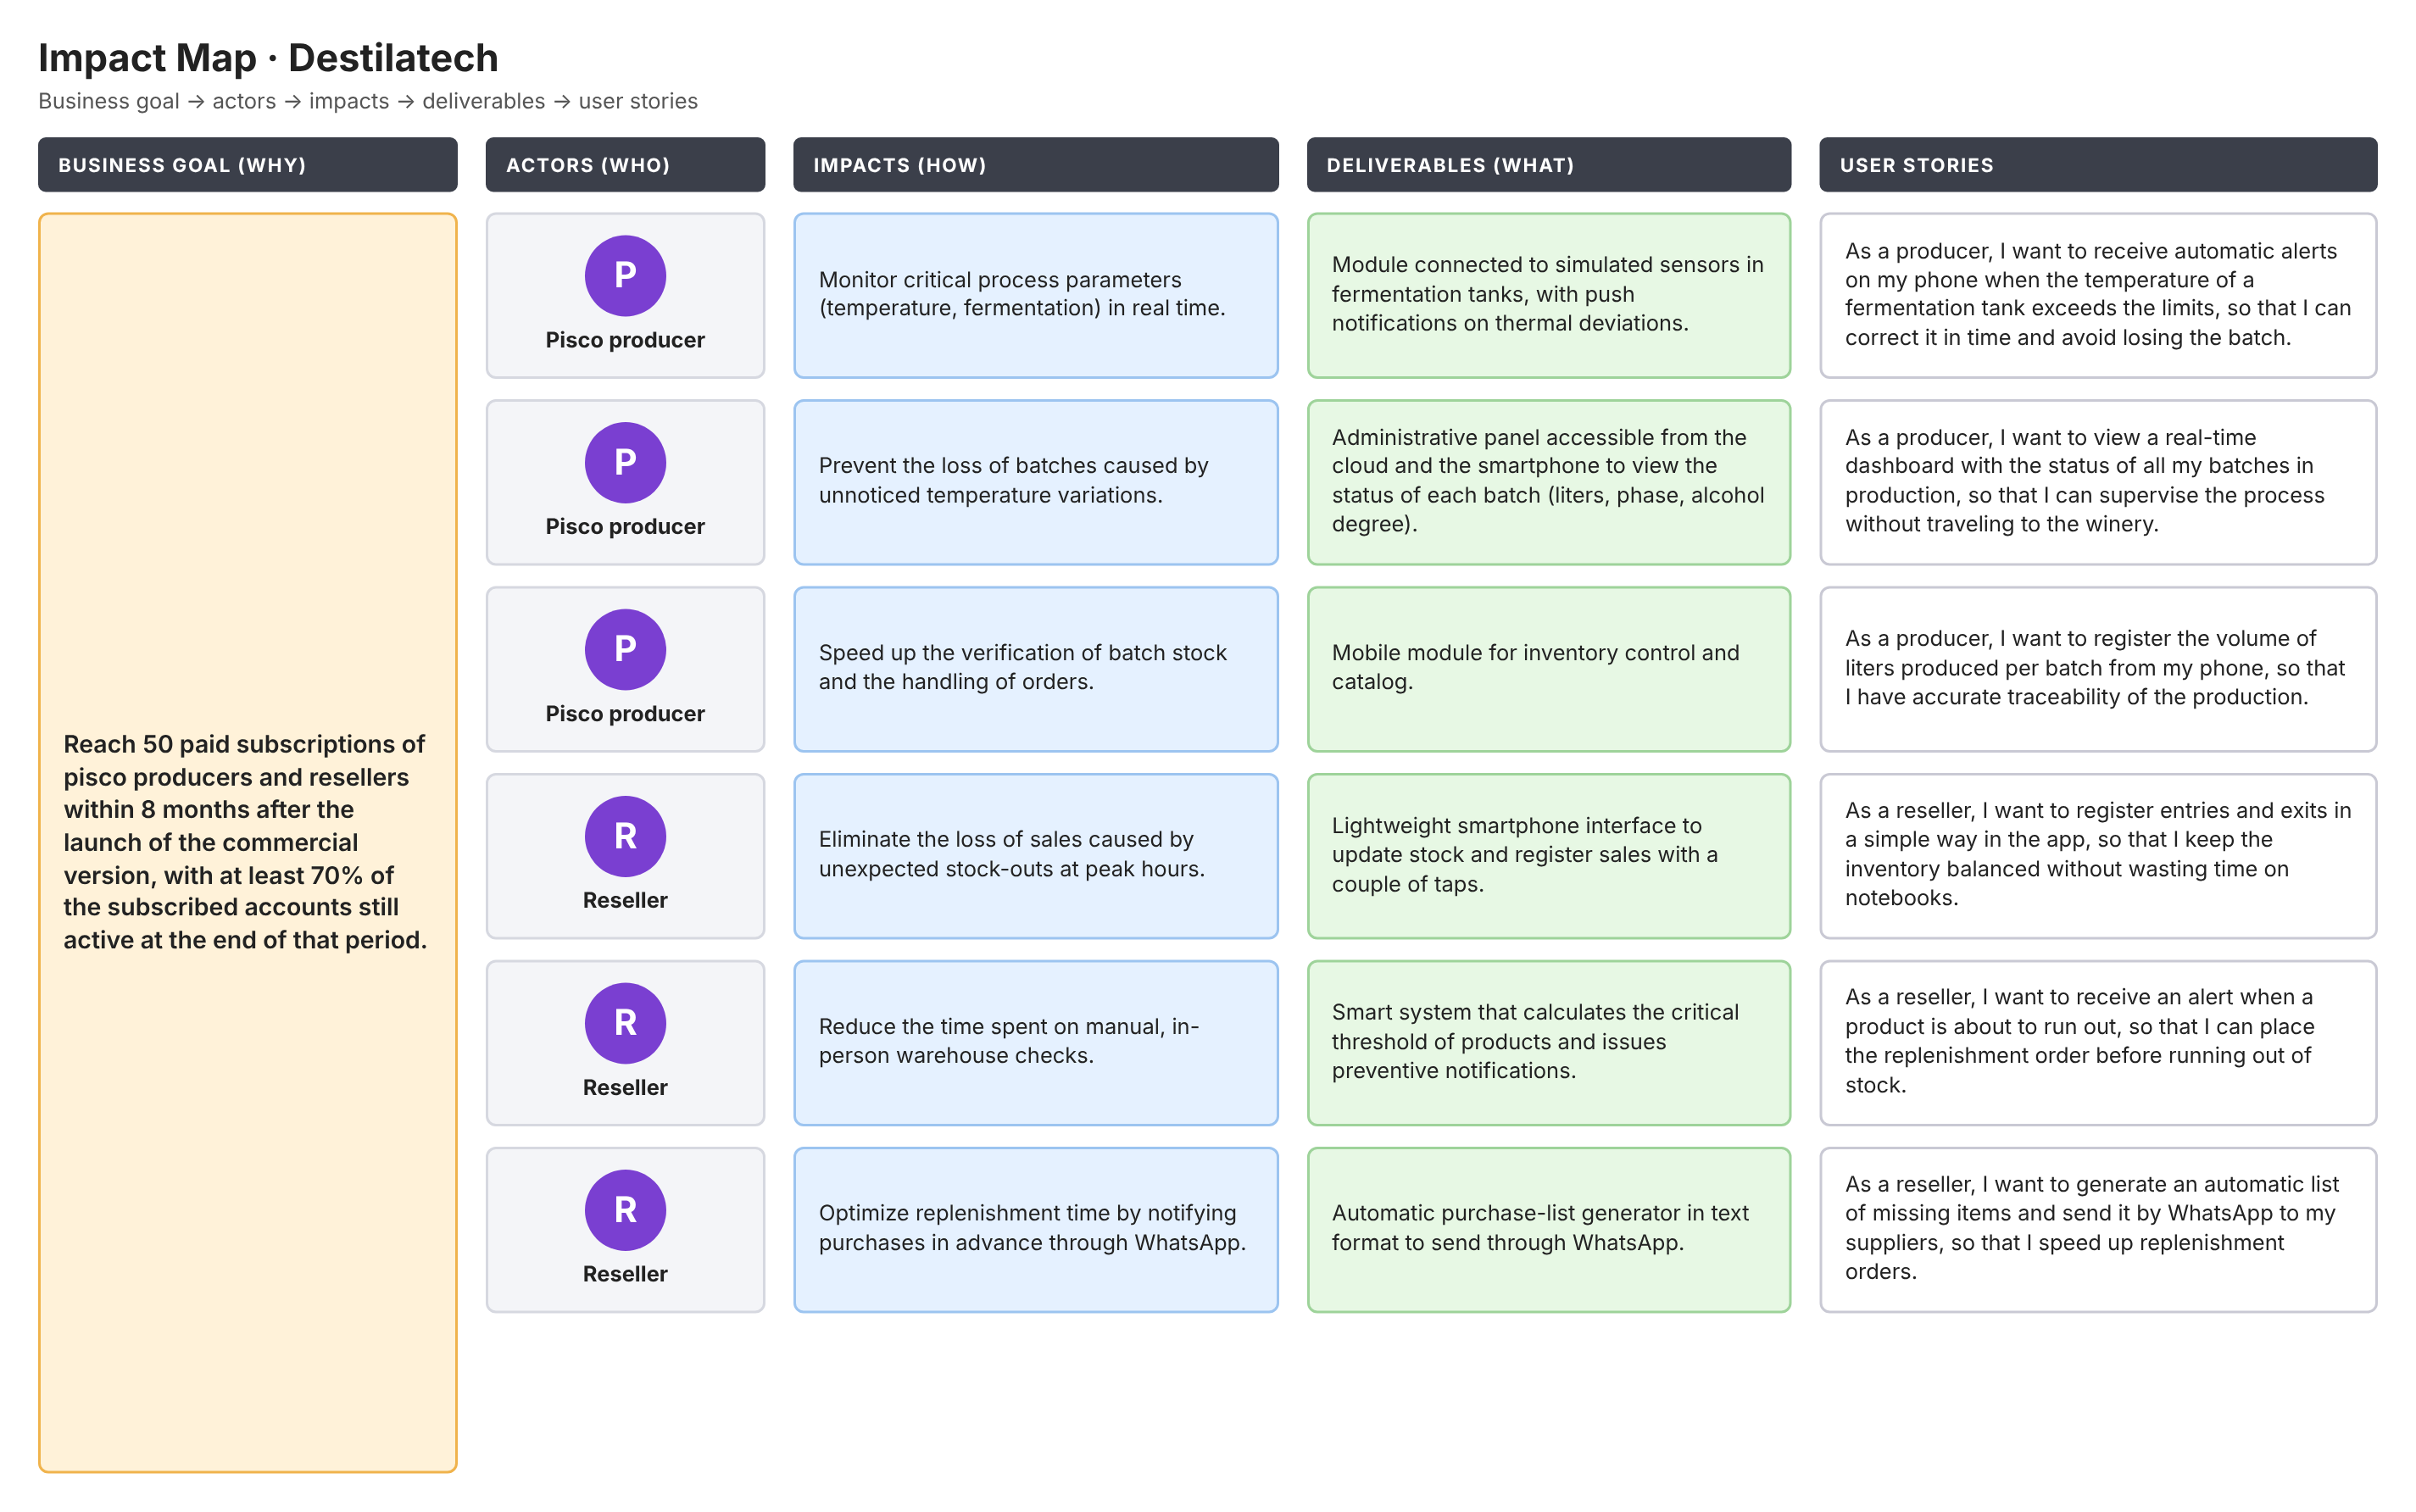 Impact Map · Destilatech
Business goal → actors → impacts → deliverables → user stories
BUSINESS GOAL (WHY)
ACTORS (WHO)
IMPACTS (HOW)
DELIVERABLES (WHAT)
USER STORIES
Reach 50 paid subscriptions of
pisco producers and resellers
within 8 months after the
launch of the commercial
version, with at least 70% of
the subscribed accounts still
active at the end of that period.
P
Pisco producer
Monitor critical process parameters
(temperature, fermentation) in real time.
Module connected to simulated sensors in
fermentation tanks, with push
notifications on thermal deviations.
As a producer, I want to receive automatic alerts
on my phone when the temperature of a
fermentation tank exceeds the limits, so that I can
correct it in time and avoid losing the batch.
P
Pisco producer
Prevent the loss of batches caused by
unnoticed temperature variations.
Administrative panel accessible from the
cloud and the smartphone to view the
status of each batch (liters, phase, alcohol
degree).
As a producer, I want to view a real-time
dashboard with the status of all my batches in
production, so that I can supervise the process
without traveling to the winery.
P
Pisco producer
Speed up the verification of batch stock
and the handling of orders.
Mobile module for inventory control and
catalog.
As a producer, I want to register the volume of
liters produced per batch from my phone, so that
I have accurate traceability of the production.
R
Reseller
Eliminate the loss of sales caused by
unexpected stock-outs at peak hours.
Lightweight smartphone interface to
update stock and register sales with a
couple of taps.
As a reseller, I want to register entries and exits in
a simple way in the app, so that I keep the
inventory balanced without wasting time on
notebooks.
R
Reseller
Reduce the time spent on manual, in-
person warehouse checks.
Smart system that calculates the critical
threshold of products and issues
preventive notifications.
As a reseller, I want to receive an alert when a
product is about to run out, so that I can place
the replenishment order before running out of
stock.
R
Reseller
Optimize replenishment time by notifying
purchases in advance through WhatsApp.
Automatic purchase-list generator in text
format to send through WhatsApp.
As a reseller, I want to generate an automatic list
of missing items and send it by WhatsApp to my
suppliers, so that I speed up replenishment
orders.